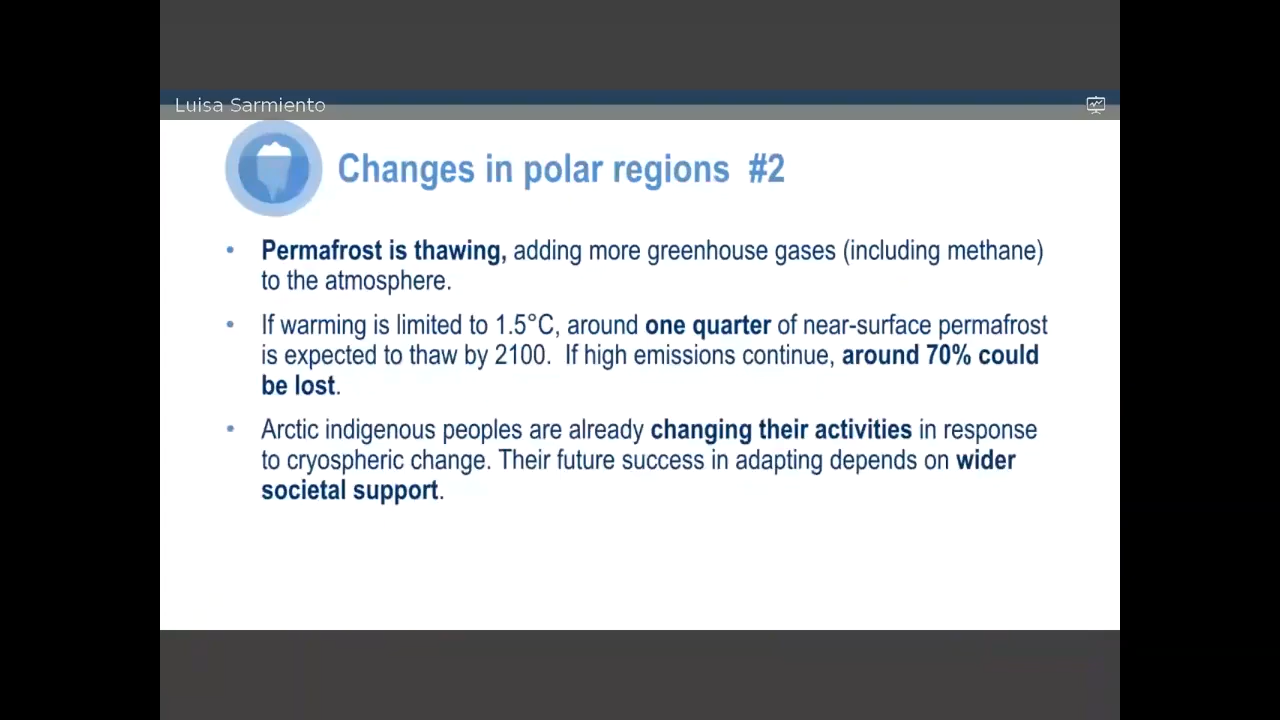 Luisa Sarmiento
Changes in polar regions #2
• Permafrost is thawing, adding more greenhouse gases (including methane)
to the atmosphere.
• If warming is limited to 1.5°C, around one quarter of near-surface permafrost
is expected to thaw by 2100. If high emissions continue, around 70% could
be lost.
• Arctic indigenous peoples are already changing their activities in response
to cryospheric change. Their future success in adapting depends on wider
societal support.